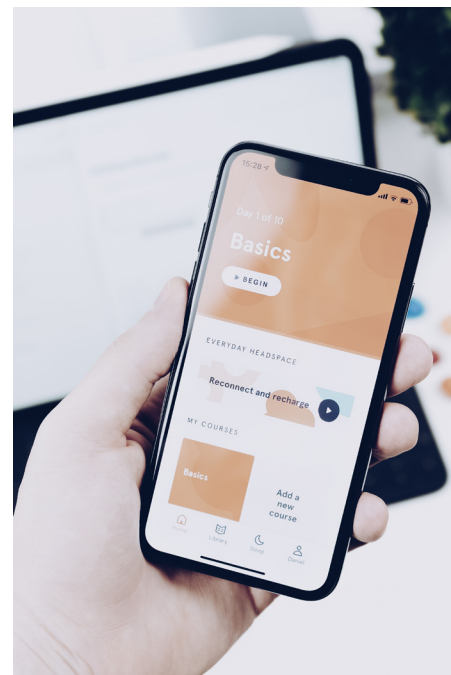 15:28
Day 1 of 10
Basics
BEGIN
EVERYDAY HEADSPACE
Reconnect and recharge
MY COURSES
Basics
Add a
new
course
Home
Library
Sleep
Daniel